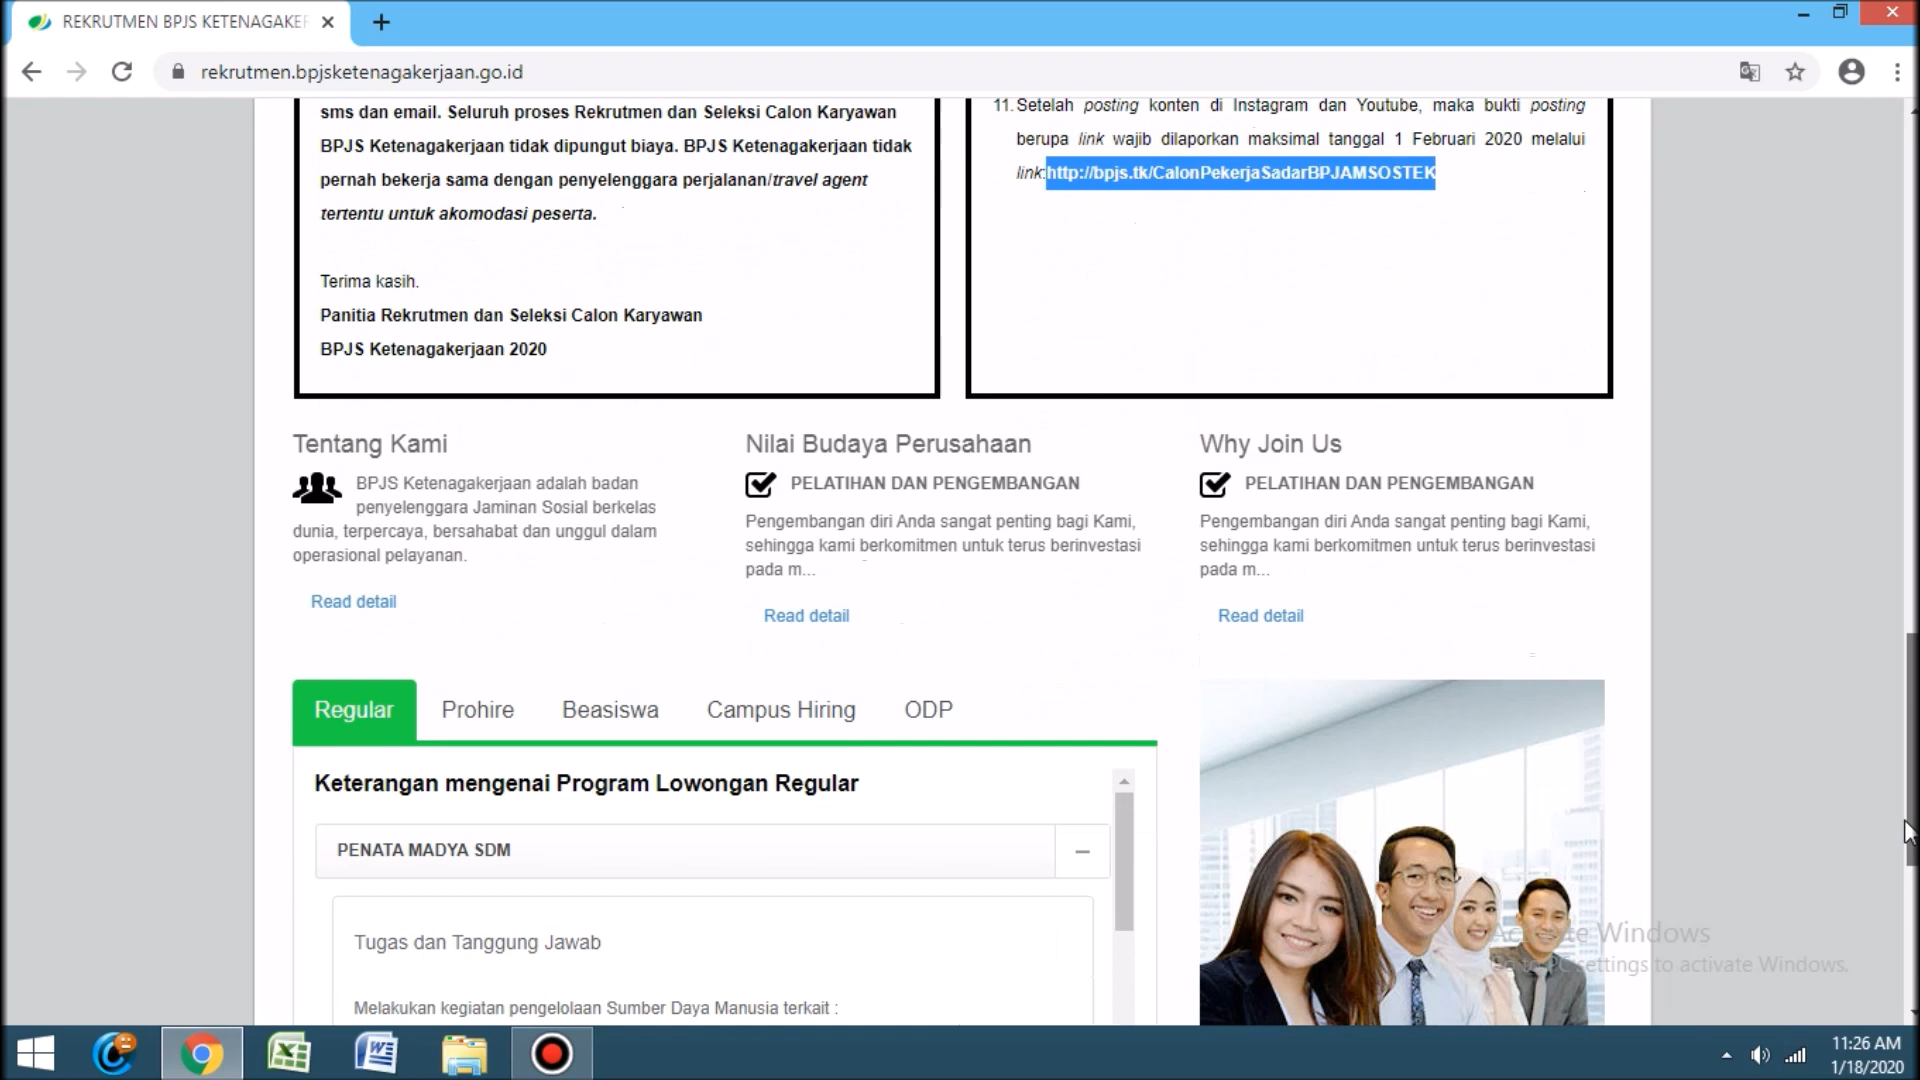 REKRUTMEN BPJS KETENAGAKER
rekrutmen.bpjsketenagakerjaan.go.id
sms dan email. Seluruh proses Rekrutmen dan Seleksi Calon Karyawan
BPJS Ketenagakerjaan tidak dipungut biaya. BPJS Ketenagakerjaan tidak
pernah bekerja sama dengan penyelenggara perjalanan/travel agent
tertentu untuk akomodasi peserta.
Terima kasih.
Panitia Rekrutmen dan Seleksi Calon Karyawan
BPJS Ketenagakerjaan 2020
11. Setelah posting konten di Instagram dan Youtube, maka bukti posting
berupa link wajib dilaporkan maksimal tanggal 1 Februari 2020 melalui
link:http://bpjs.tk/CalonPekerjaSadarBPJAMSOSTEK
Tentang Kami
BPJS Ketenagakerjaan adalah badan
penyelenggara Jaminan Sosial berkelas
dunia, terpercaya, bersahabat dan unggul dalam
operasional pelayanan.
Read detail
Nilai Budaya Perusahaan
PELATIHAN DAN PENGEMBANGAN
Pengembangan diri Anda sangat penting bagi Kami,
sehingga kami berkomitmen untuk terus berinvestasi
pada m...
Read detail
Why Join Us
PELATIHAN DAN PENGEMBANGAN
Pengembangan diri Anda sangat penting bagi Kami,
sehingga kami berkomitmen untuk terus berinvestasi
pada m...
Read detail
Regular Prohire Beasiswa Campus Hiring ODP
Keterangan mengenai Program Lowongan Regular
PENATA MADYA SDM
Tugas dan Tanggung Jawab
Melakukan kegiatan pengelolaan Sumber Daya Manusia terkait :
Windows
settings to activate Windows.
11:26 AM
1/18/2020